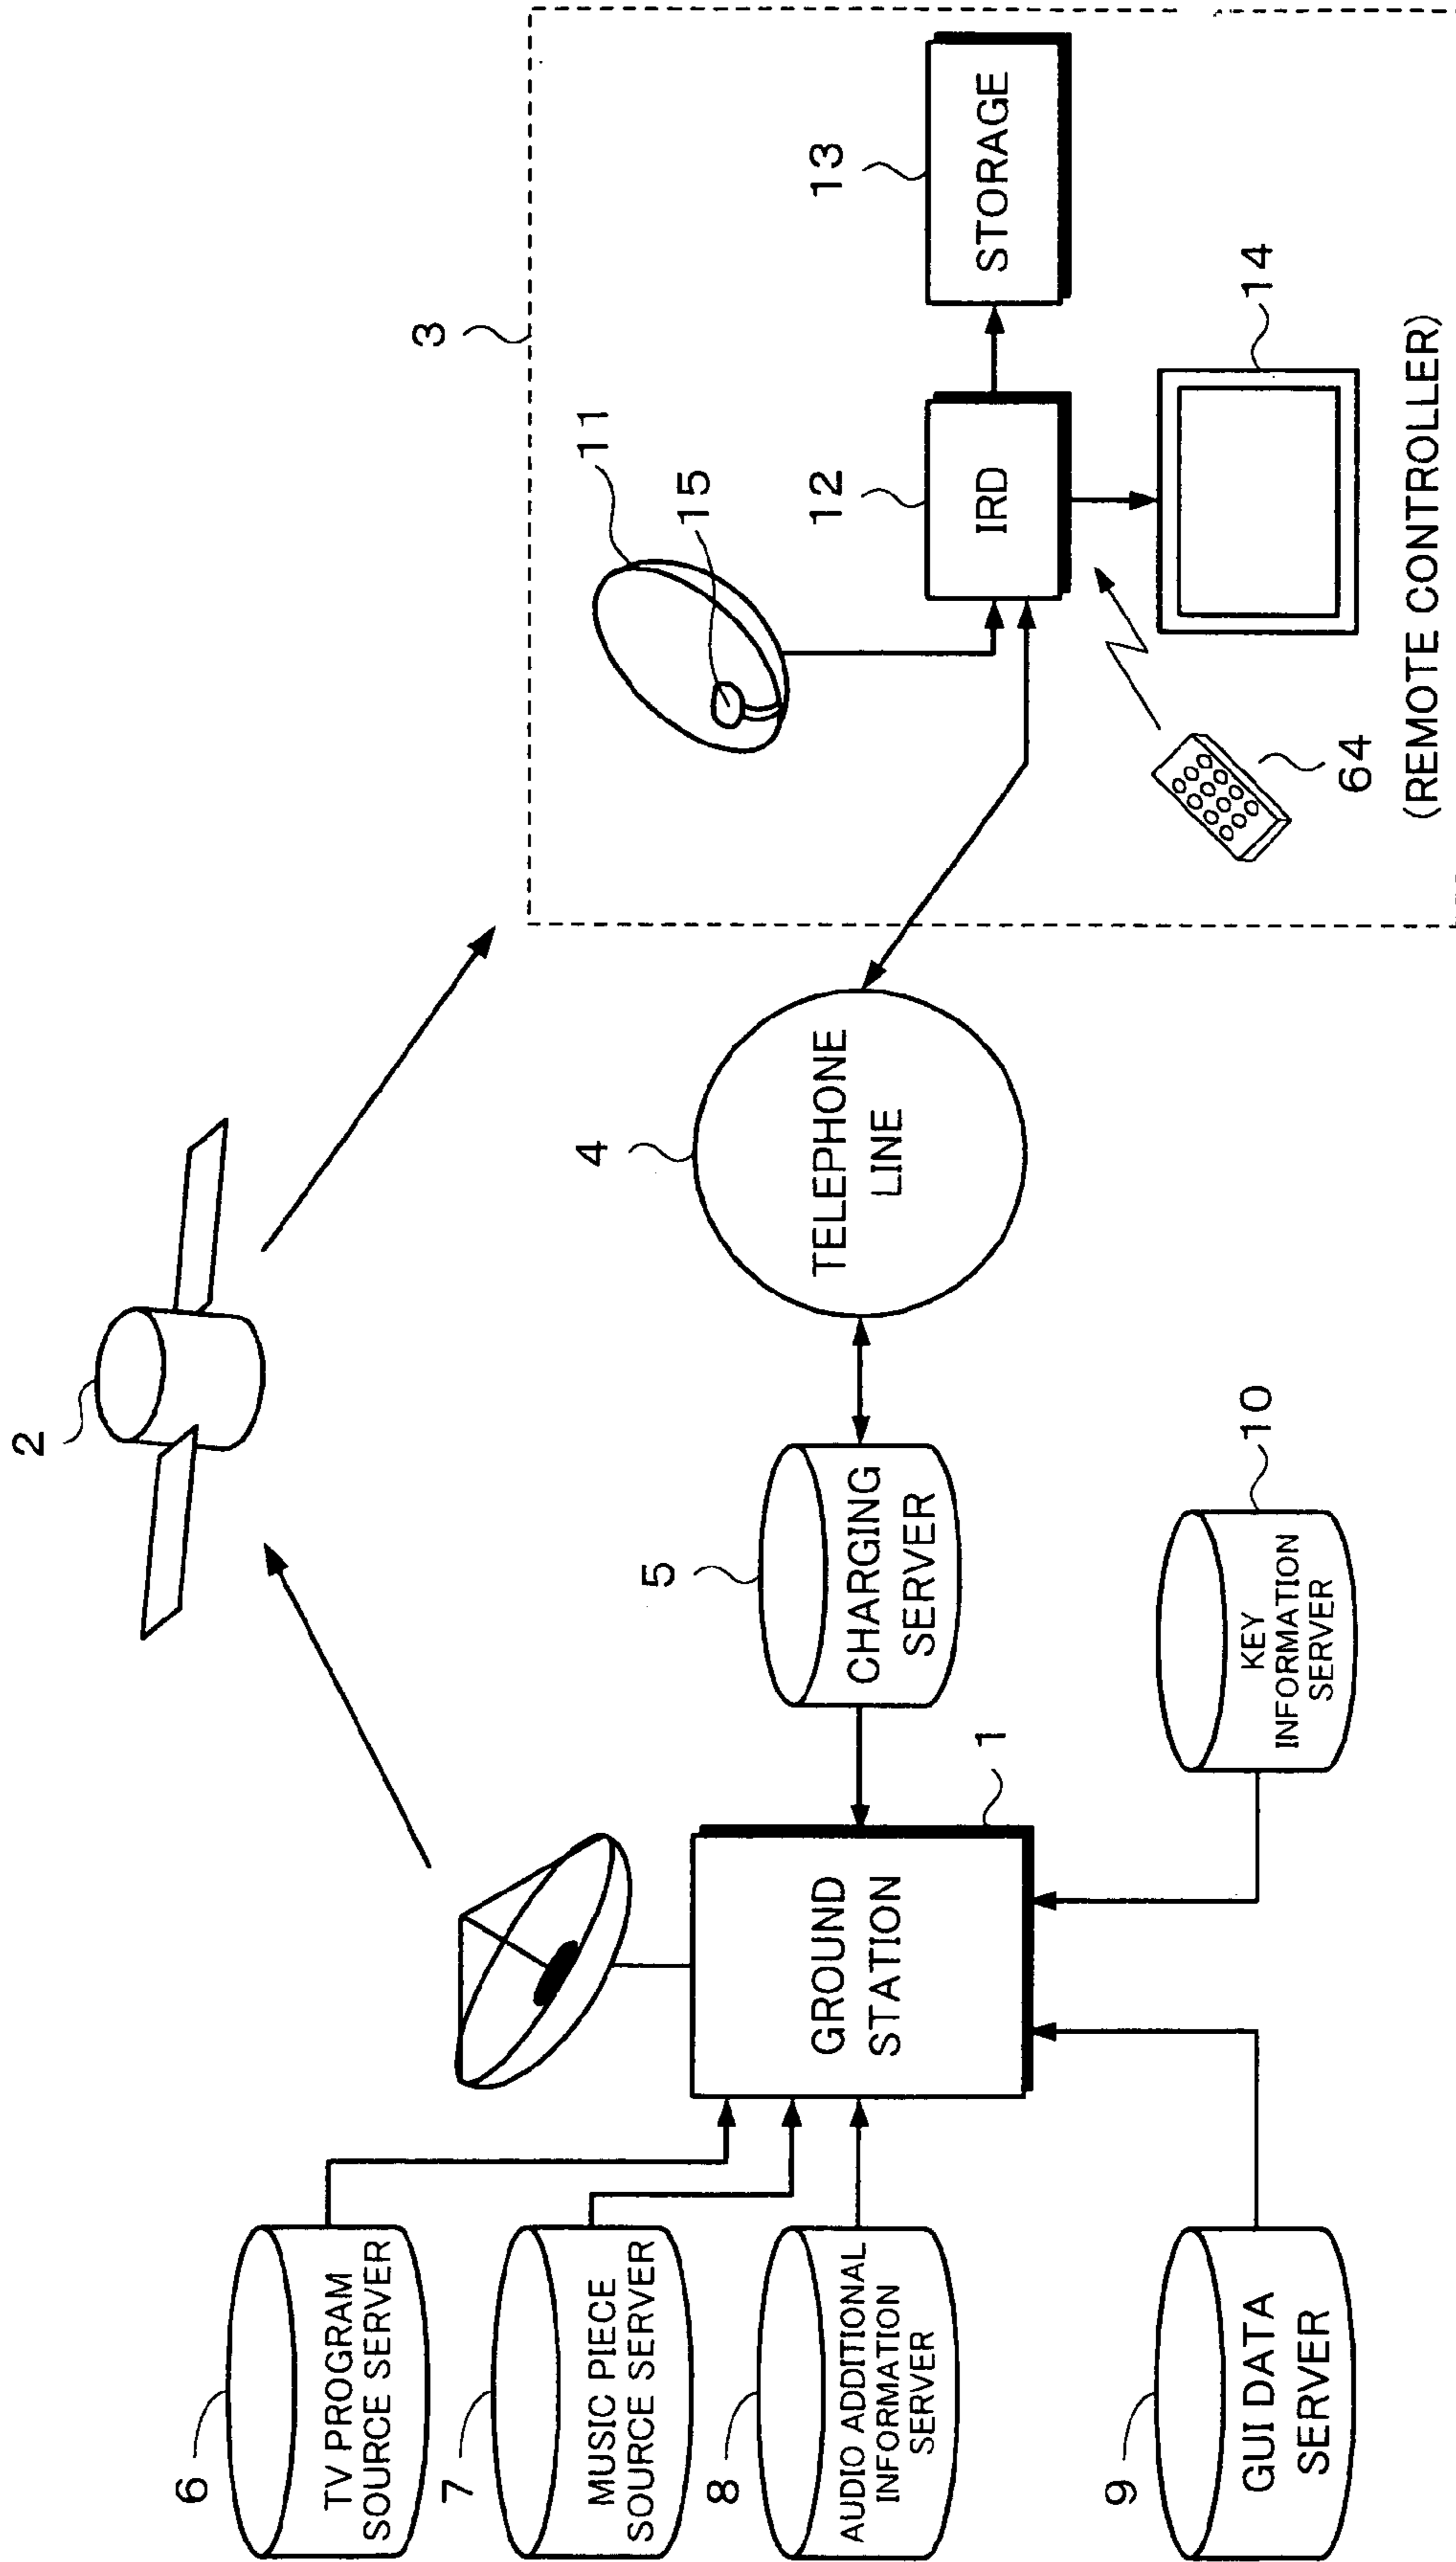 2
3
11
15
13
STORAGE
12
IRD
14
64
(REMOTE CONTROLLER)
4
TELEPHONE
LINE
5
CHARGING
SERVER
1
GROUND
STATION
10
KEY
INFORMATION
SERVER
6
TV PROGRAM
SOURCE SERVER
7
MUSIC PIECE
SOURCE SERVER
8
AUDIO ADDITIONAL
INFORMATION
SERVER
9
GUI DATA
SERVER